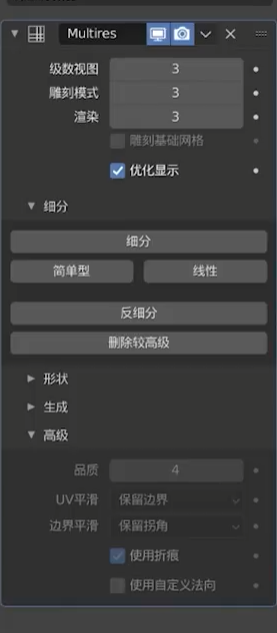 Multires
级数视图 3
雕刻模式 3
渲染 3
雕刻基础网格
优化显示
细分
细分
简单型 线性
反细分
删除较高级
形状
生成
高级
品质 4
UV平滑 保留边界
边界平滑 保留拐角
使用折痕
使用自定义法向